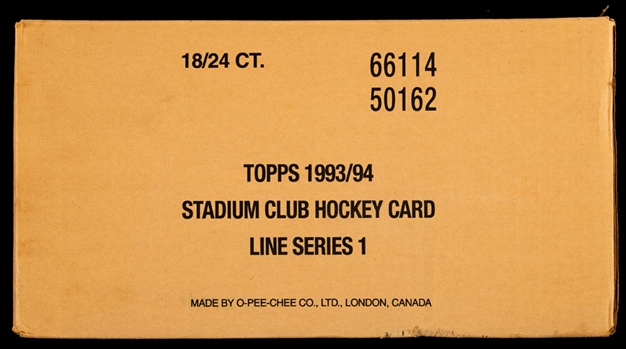 18/24 CT.
66114
50162
TOPPS 1993/94
STADIUM CLUB HOCKEY CARD
LINE SERIES 1
MADE BY O-PEE-CHEE CO., LTD., LONDON, CANADA